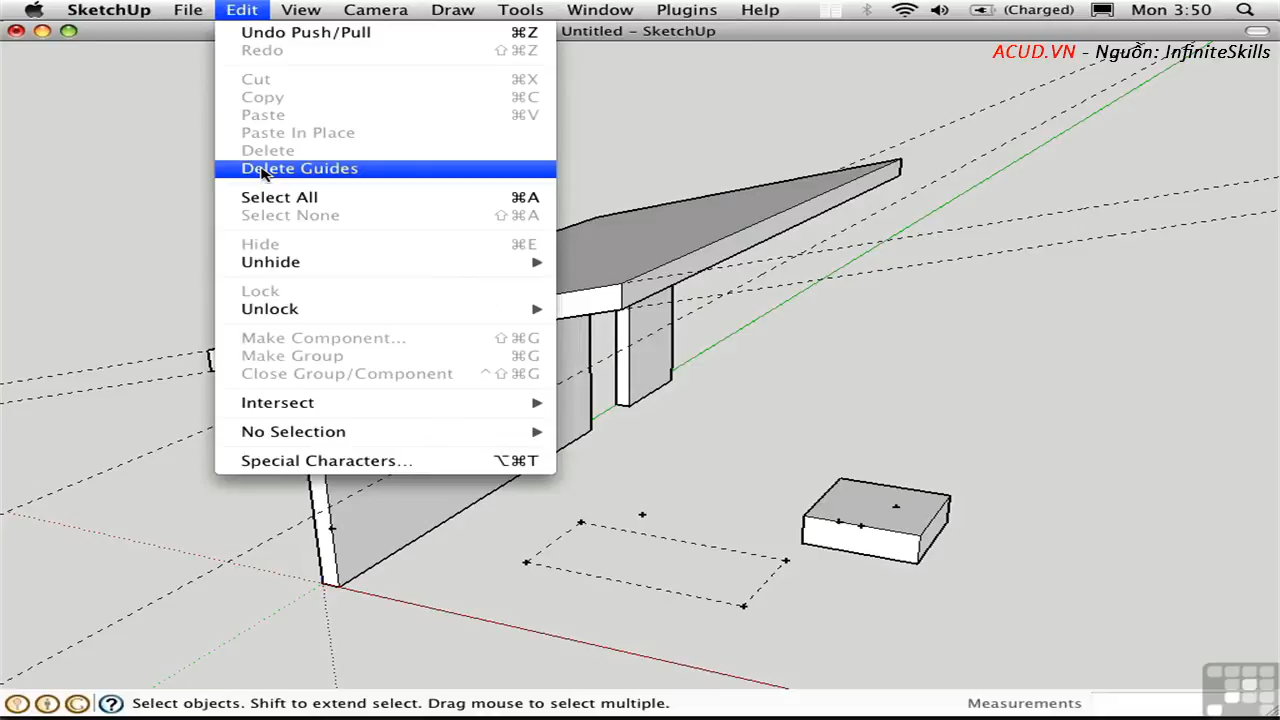 SketchUp File Edit View Camera Draw Tools Window Plugins Help (Charged) Mon 3:50
Untitled – SketchUp
ACUD.VN - Nguồn: InfiniteSkills
Undo Push/Pull ⌘Z
Redo ⇧⌘Z
Cut ⌘X
Copy ⌘C
Paste ⌘V
Paste In Place
Delete
Delete Guides
Select All ⌘A
Select None ⇧⌘A
Hide ⌘E
Unhide
Lock
Unlock
Make Component... ⇧⌘G
Make Group ⌘G
Close Group/Component ^⇧⌘G
Intersect
No Selection
Special Characters... ⌥⌘T
Select objects. Shift to extend select. Drag mouse to select multiple. Measurements